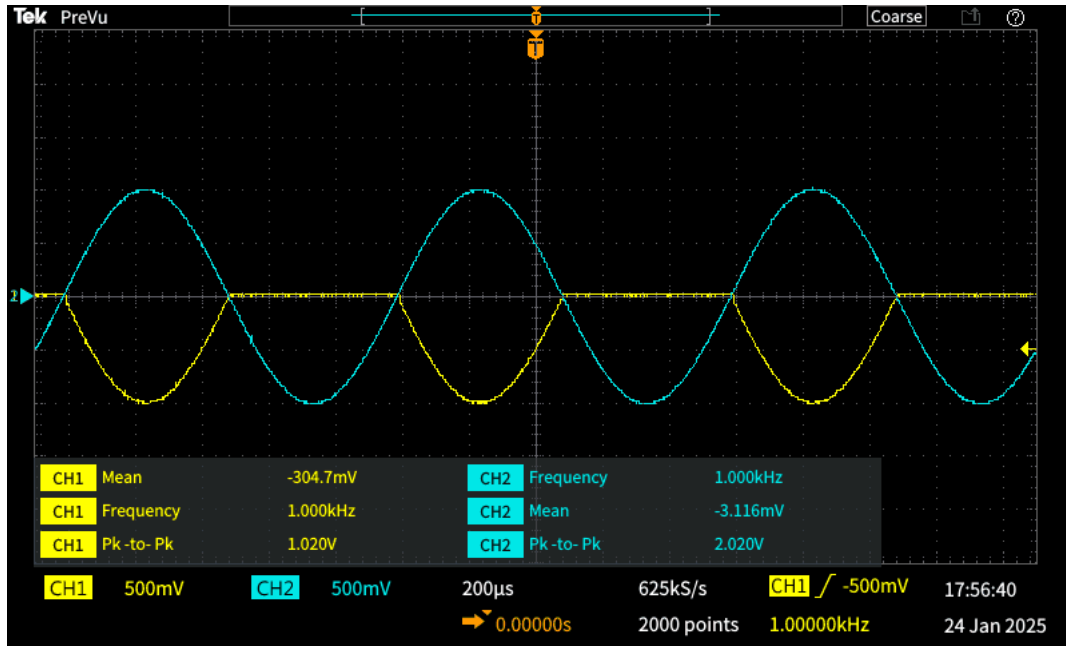 Tek PreVu T Coarse ?
T
2
CH1 Mean -304.7mV CH2 Frequency 1.000kHz
CH1 Frequency 1.000kHz CH2 Mean -3.116mV
CH1 Pk-to-Pk 1.020V CH2 Pk-to-Pk 2.020V
CH1 500mV CH2 500mV 200μs 625kS/s CH1 -500mV 17:56:40
0.00000s 2000 points 1.00000kHz 24 Jan 2025